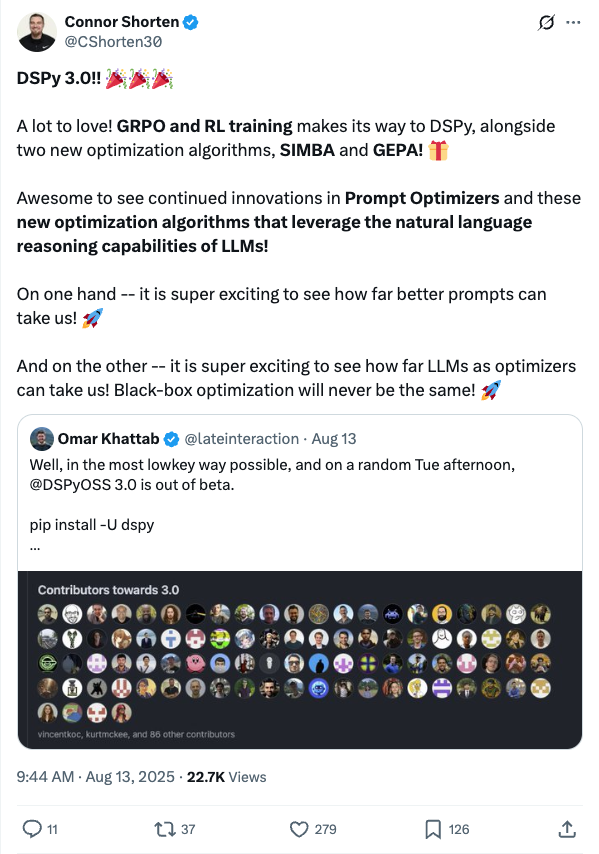 Connor Shorten
@CShorten30
DSPy 3.0!! 🎉🎉🎉
A lot to love! GRPO and RL training makes its way to DSPy, alongside
two new optimization algorithms, SIMBA and GEPA! 🎁
Awesome to see continued innovations in Prompt Optimizers and these
new optimization algorithms that leverage the natural language
reasoning capabilities of LLMs!
On one hand -- it is super exciting to see how far better prompts can
take us! 🚀
And on the other -- it is super exciting to see how far LLMs as optimizers
can take us! Black-box optimization will never be the same! 🚀
Omar Khattab @lateinteraction · Aug 13
Well, in the most lowkey way possible, and on a random Tue afternoon,
@DSPyOSS 3.0 is out of beta.
pip install -U dspy
...
Contributors towards 3.0
vincentkoc, kurtmckee, and 86 other contributors
9:44 AM · Aug 13, 2025 · 22.7K Views
11 37 279 126